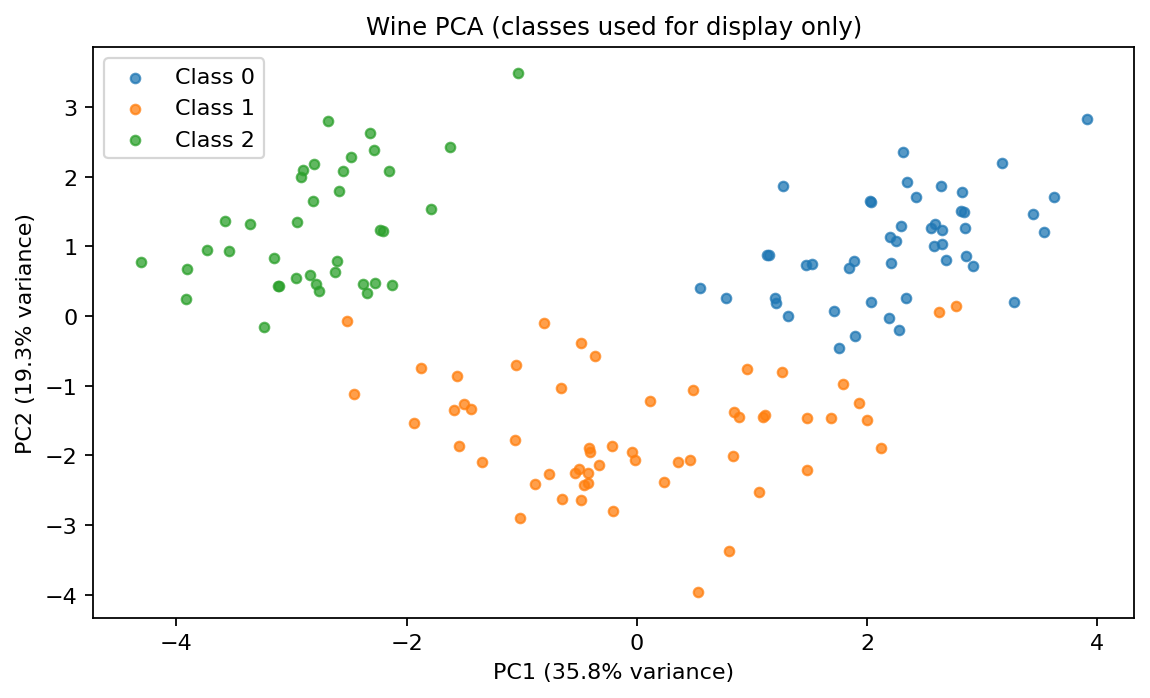 Wine PCA (classes used for display only)
Class 0
Class 1
Class 2
3
2
1
0
−1
−2
−3
−4
PC2 (19.3% variance)
−4
−2
0
2
4
PC1 (35.8% variance)